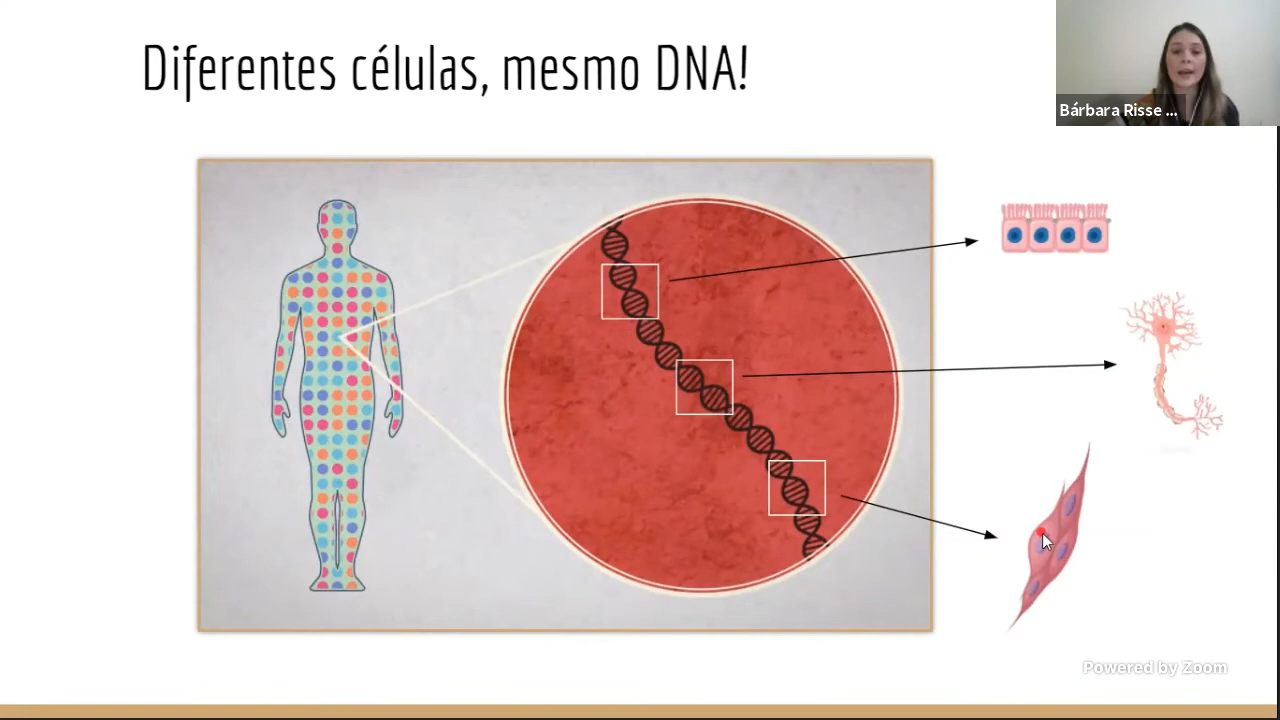 Diferentes células, mesmo DNA!
Bárbara Risse ...
Powered by Zoom